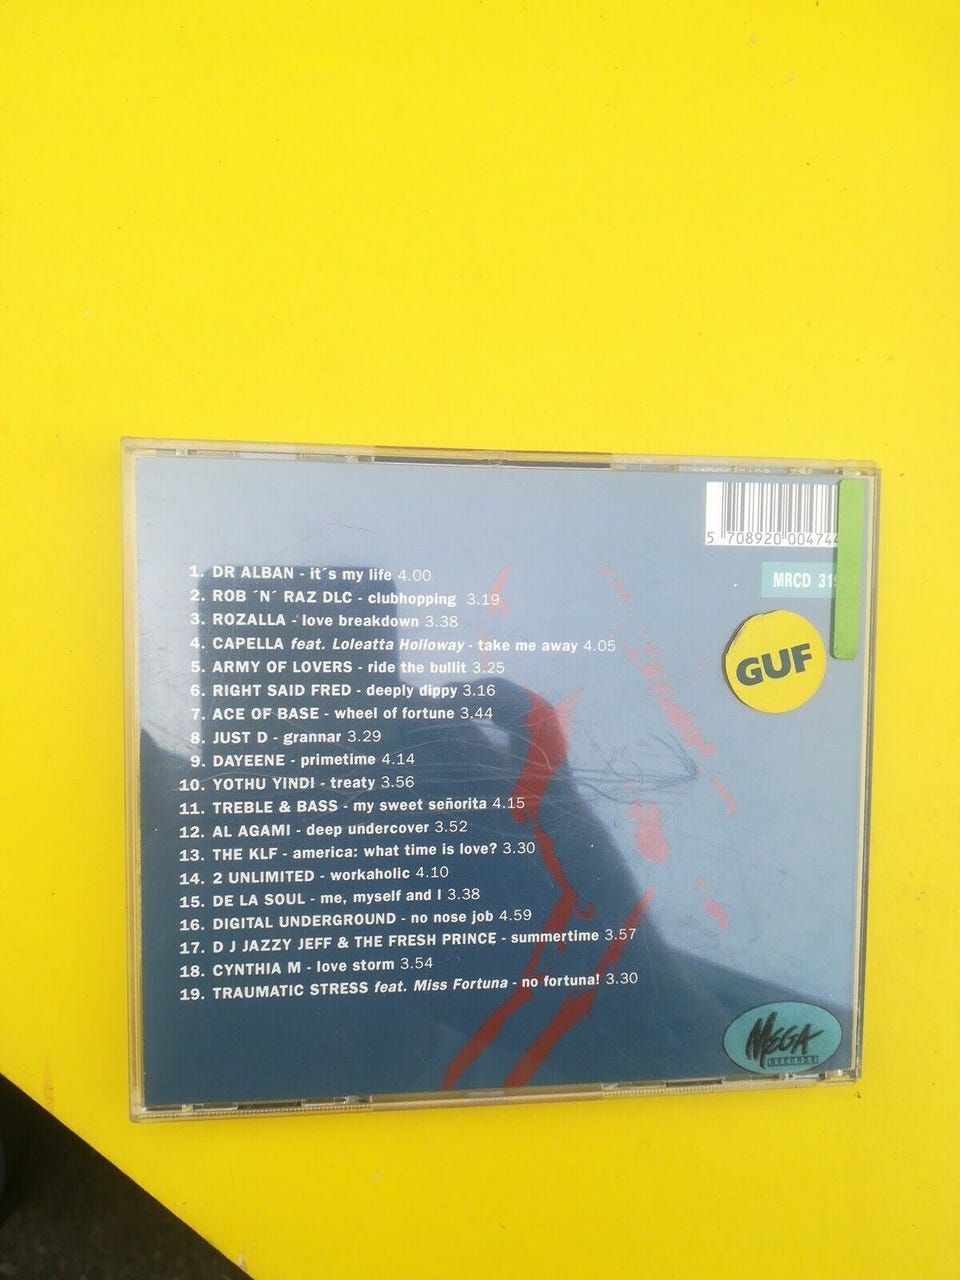 5 708920 004744
MRCD 319
GUF
1. DR ALBAN - it´s my life 4.00
2. ROB ´N´ RAZ DLC - clubhopping 3.19
3. ROZALLA - love breakdown 3.38
4. CAPELLA feat. Loleatta Holloway - take me away 4.05
5. ARMY OF LOVERS - ride the bullit 3.25
6. RIGHT SAID FRED - deeply dippy 3.16
7. ACE OF BASE - wheel of fortune 3.44
8. JUST D - grannar 3.29
9. DAYEENE - primetime 4.14
10. YOTHU YINDI - treaty 3.56
11. TREBLE & BASS - my sweet señorita 4.15
12. AL AGAMI - deep undercover 3.52
13. THE KLF - america: what time is love? 3.30
14. 2 UNLIMITED - workaholic 4.10
15. DE LA SOUL - me, myself and I 3.38
16. DIGITAL UNDERGROUND - no nose job 4.59
17. D J JAZZY JEFF & THE FRESH PRINCE - summertime 3.57
18. CYNTHIA M - love storm 3.54
19. TRAUMATIC STRESS feat. Miss Fortuna - no fortuna! 3.30
MEGA
RECORDS